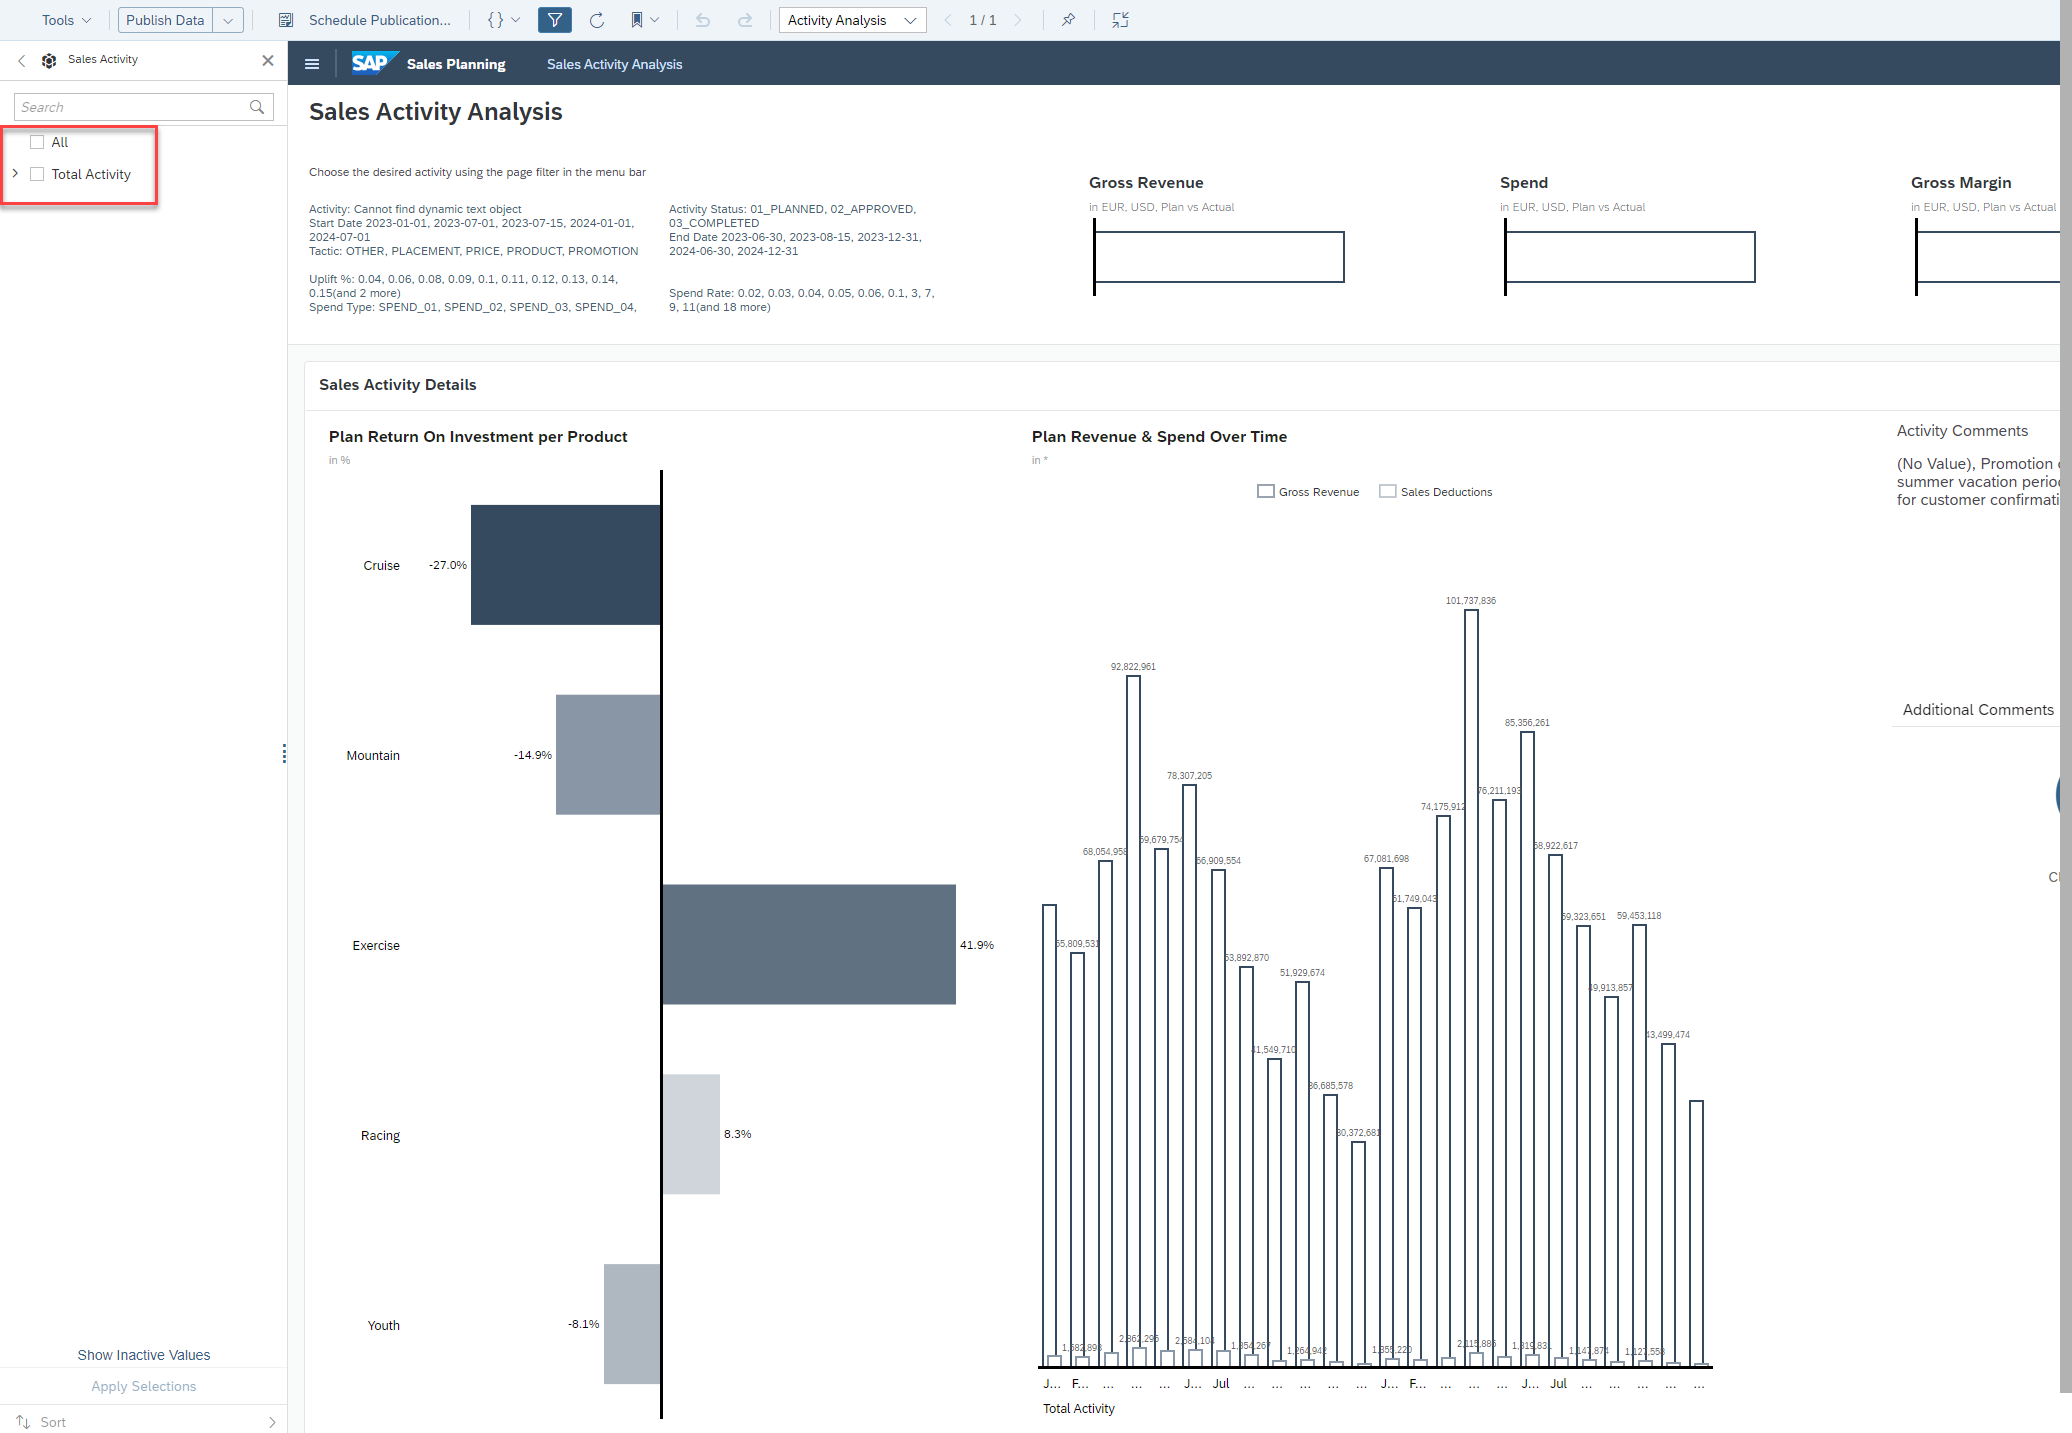 Tools
Publish Data
Schedule Publication...
Activity Analysis
1 / 1
Sales Activity
Search
All
Total Activity
SAP Sales Planning
Sales Activity Analysis
Sales Activity Analysis
Choose the desired activity using the page filter in the menu bar
Activity: Cannot find dynamic text object
Start Date 2023-01-01, 2023-07-01, 2023-07-15, 2024-01-01,
2024-07-01
Tactic: OTHER, PLACEMENT, PRICE, PRODUCT, PROMOTION
Uplift %: 0.04, 0.06, 0.08, 0.09, 0.1, 0.11, 0.12, 0.13, 0.14,
0.15(and 2 more)
Spend Type: SPEND_01, SPEND_02, SPEND_03, SPEND_04,
Activity Status: 01_PLANNED, 02_APPROVED,
03_COMPLETED
End Date 2023-06-30, 2023-08-15, 2023-12-31,
2024-06-30, 2024-12-31
Spend Rate: 0.02, 0.03, 0.04, 0.05, 0.06, 0.1, 3, 7,
9, 11(and 18 more)
Gross Revenue
in EUR, USD, Plan vs Actual
Spend
in EUR, USD, Plan vs Actual
Gross Margin
in EUR, USD, Plan vs Actual
Sales Activity Details
Plan Return On Investment per Product
in %
Cruise
-27.0%
Mountain
-14.9%
Exercise
41.9%
Racing
8.3%
Youth
-8.1%
Plan Revenue & Spend Over Time
in *
Gross Revenue
Sales Deductions
101,737,836
92,822,961
85,356,261
78,307,205
76,211,193
74,175,912
59,679,754
68,054,958
66,909,554
67,081,698
68,922,617
61,749,043
59,323,651
59,453,118
55,809,531
53,892,870
51,929,674
49,913,857
41,549,710
43,499,474
36,685,578
30,372,681
1,582,893
2,862,295
2,584,104
1,854,267
1,264,942
1,355,220
2,115,885
1,319,83
1,147,874
1,127,553
J...
F...
...
...
...
J...
Jul
...
...
...
...
...
J...
F...
...
...
...
J...
Jul
...
...
...
...
...
Total Activity
Activity Comments
(No Value), Promotion
summer vacation perio
for customer confirmati
Additional Comments
Show Inactive Values
Apply Selections
Sort